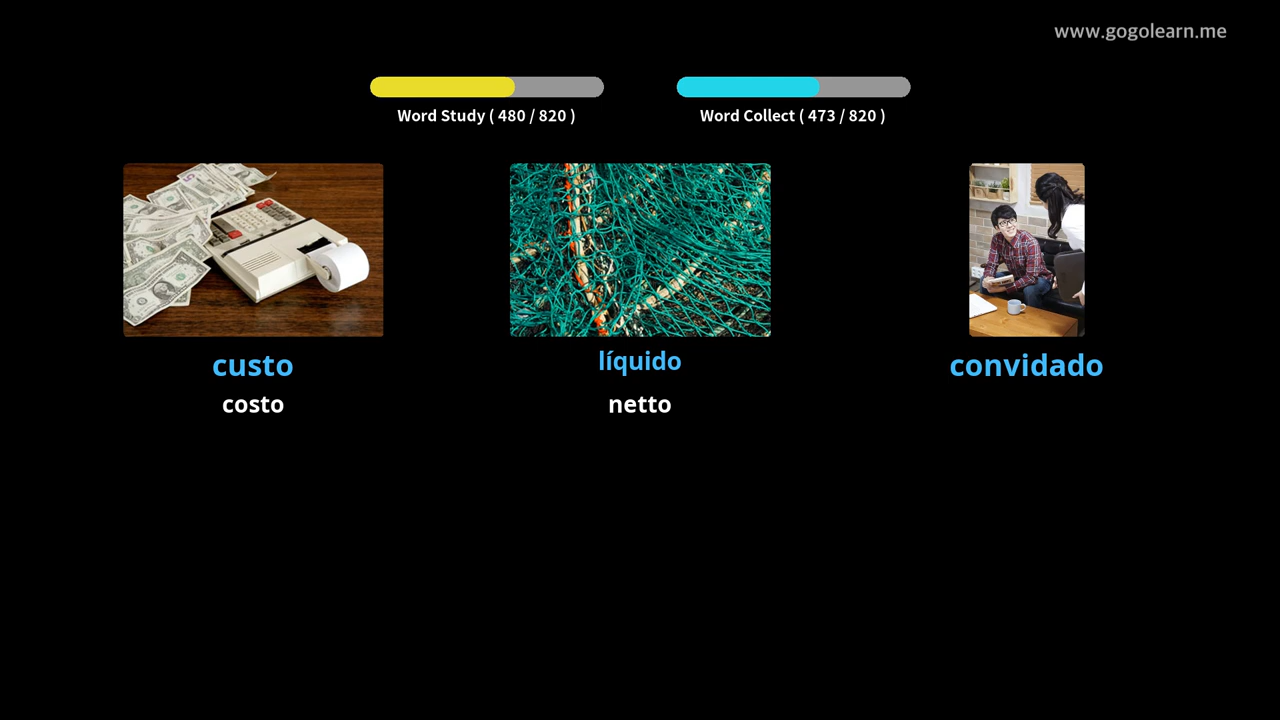 www.gogolearn.me
Word Study ( 480 / 820 )
Word Collect ( 473 / 820 )
custo
costo
líquido
netto
convidado